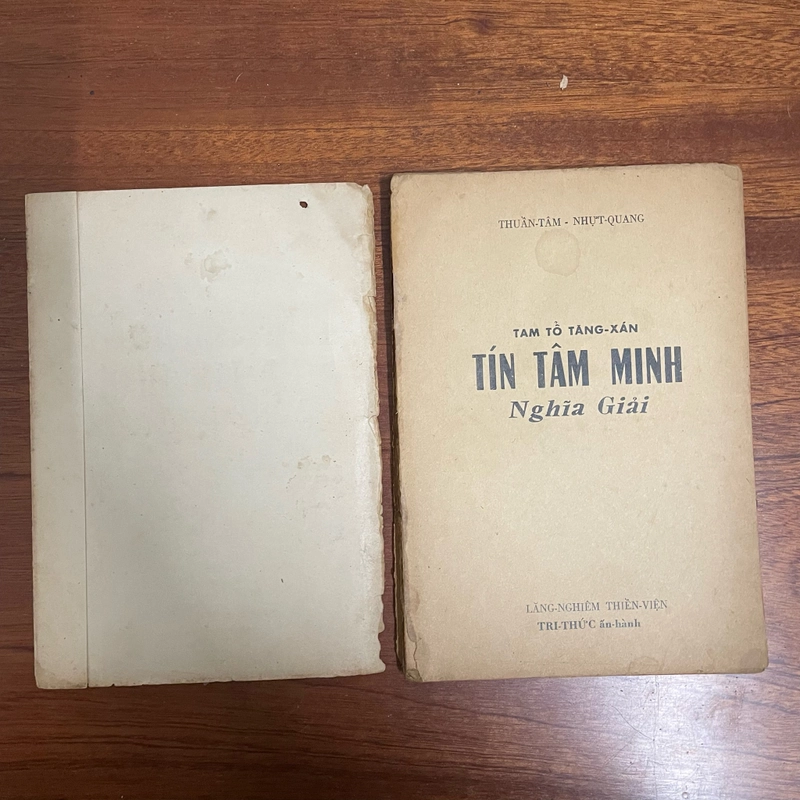 THUẦN-TÂM - NHỰT-QUANG
TAM TỔ TĂNG-XÁN
TÍN TÂM MINH
Nghĩa Giải
LĂNG-NGHIÊM THIỀN-VIỆN
TRI-THỨC ấn-hành